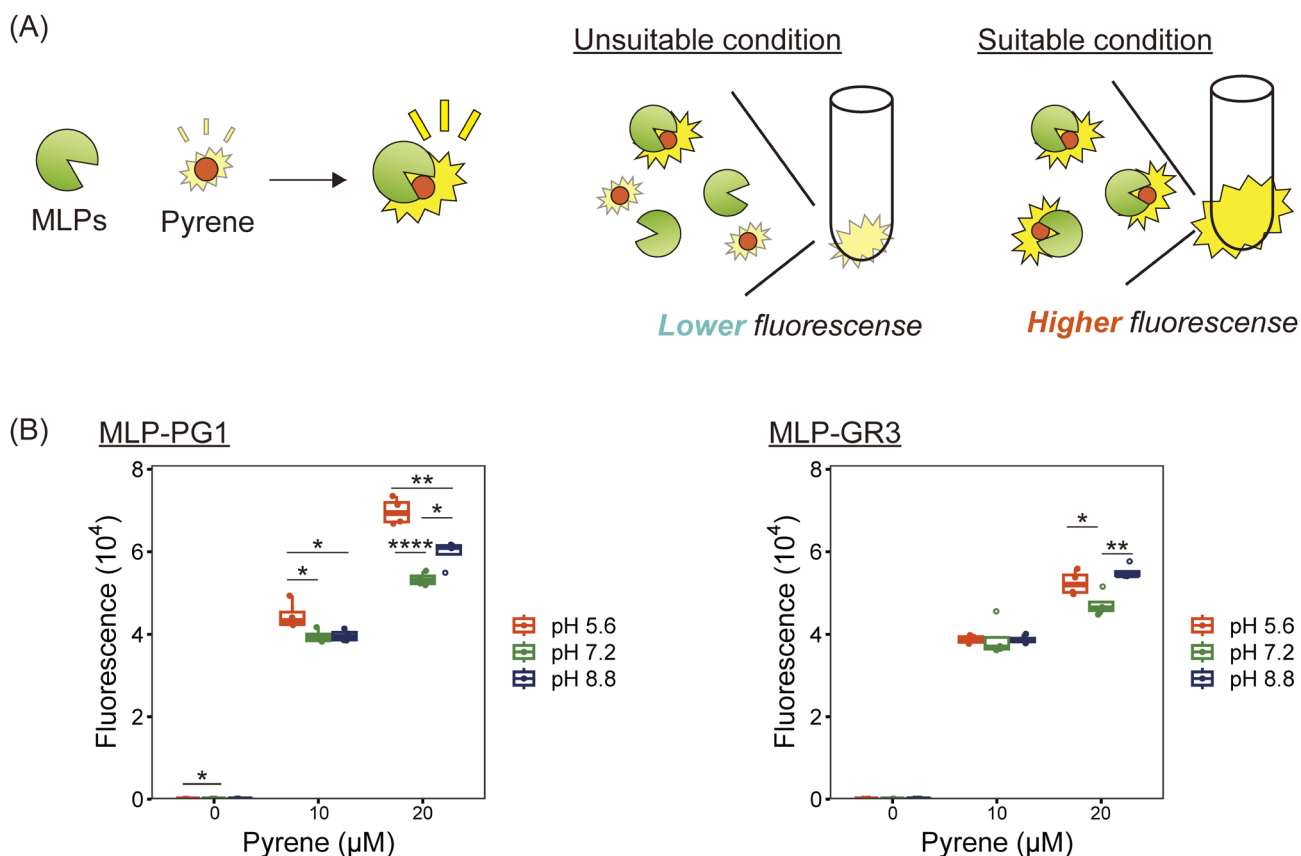 (A)
Unsuitable condition
Suitable condition
MLPs
Pyrene
Lower fluorescense
Higher fluorescense
(B)
MLP-PG1
Fluorescence (10⁴)
8
6
4
2
0
*
*
*
**
*
****
0
10
20
Pyrene (μM)
pH 5.6
pH 7.2
pH 8.8
MLP-GR3
Fluorescence (10⁴)
8
6
4
2
0
*
**
0
10
20
Pyrene (μM)
pH 5.6
pH 7.2
pH 8.8